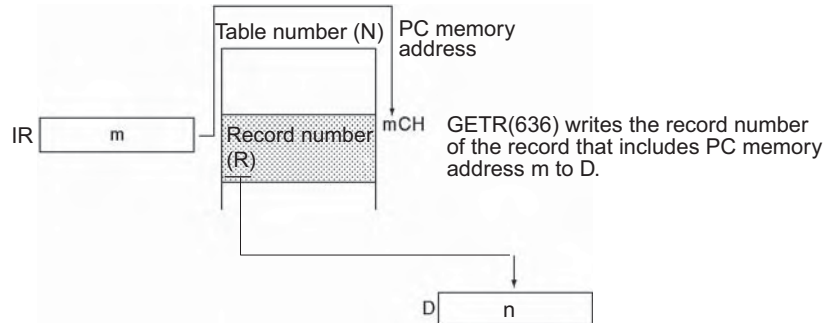 Table number (N)
PC memory
address
IR
m
mCH
Record number
(R)
GETR(636) writes the record number
of the record that includes PC memory
address m to D.
D
n